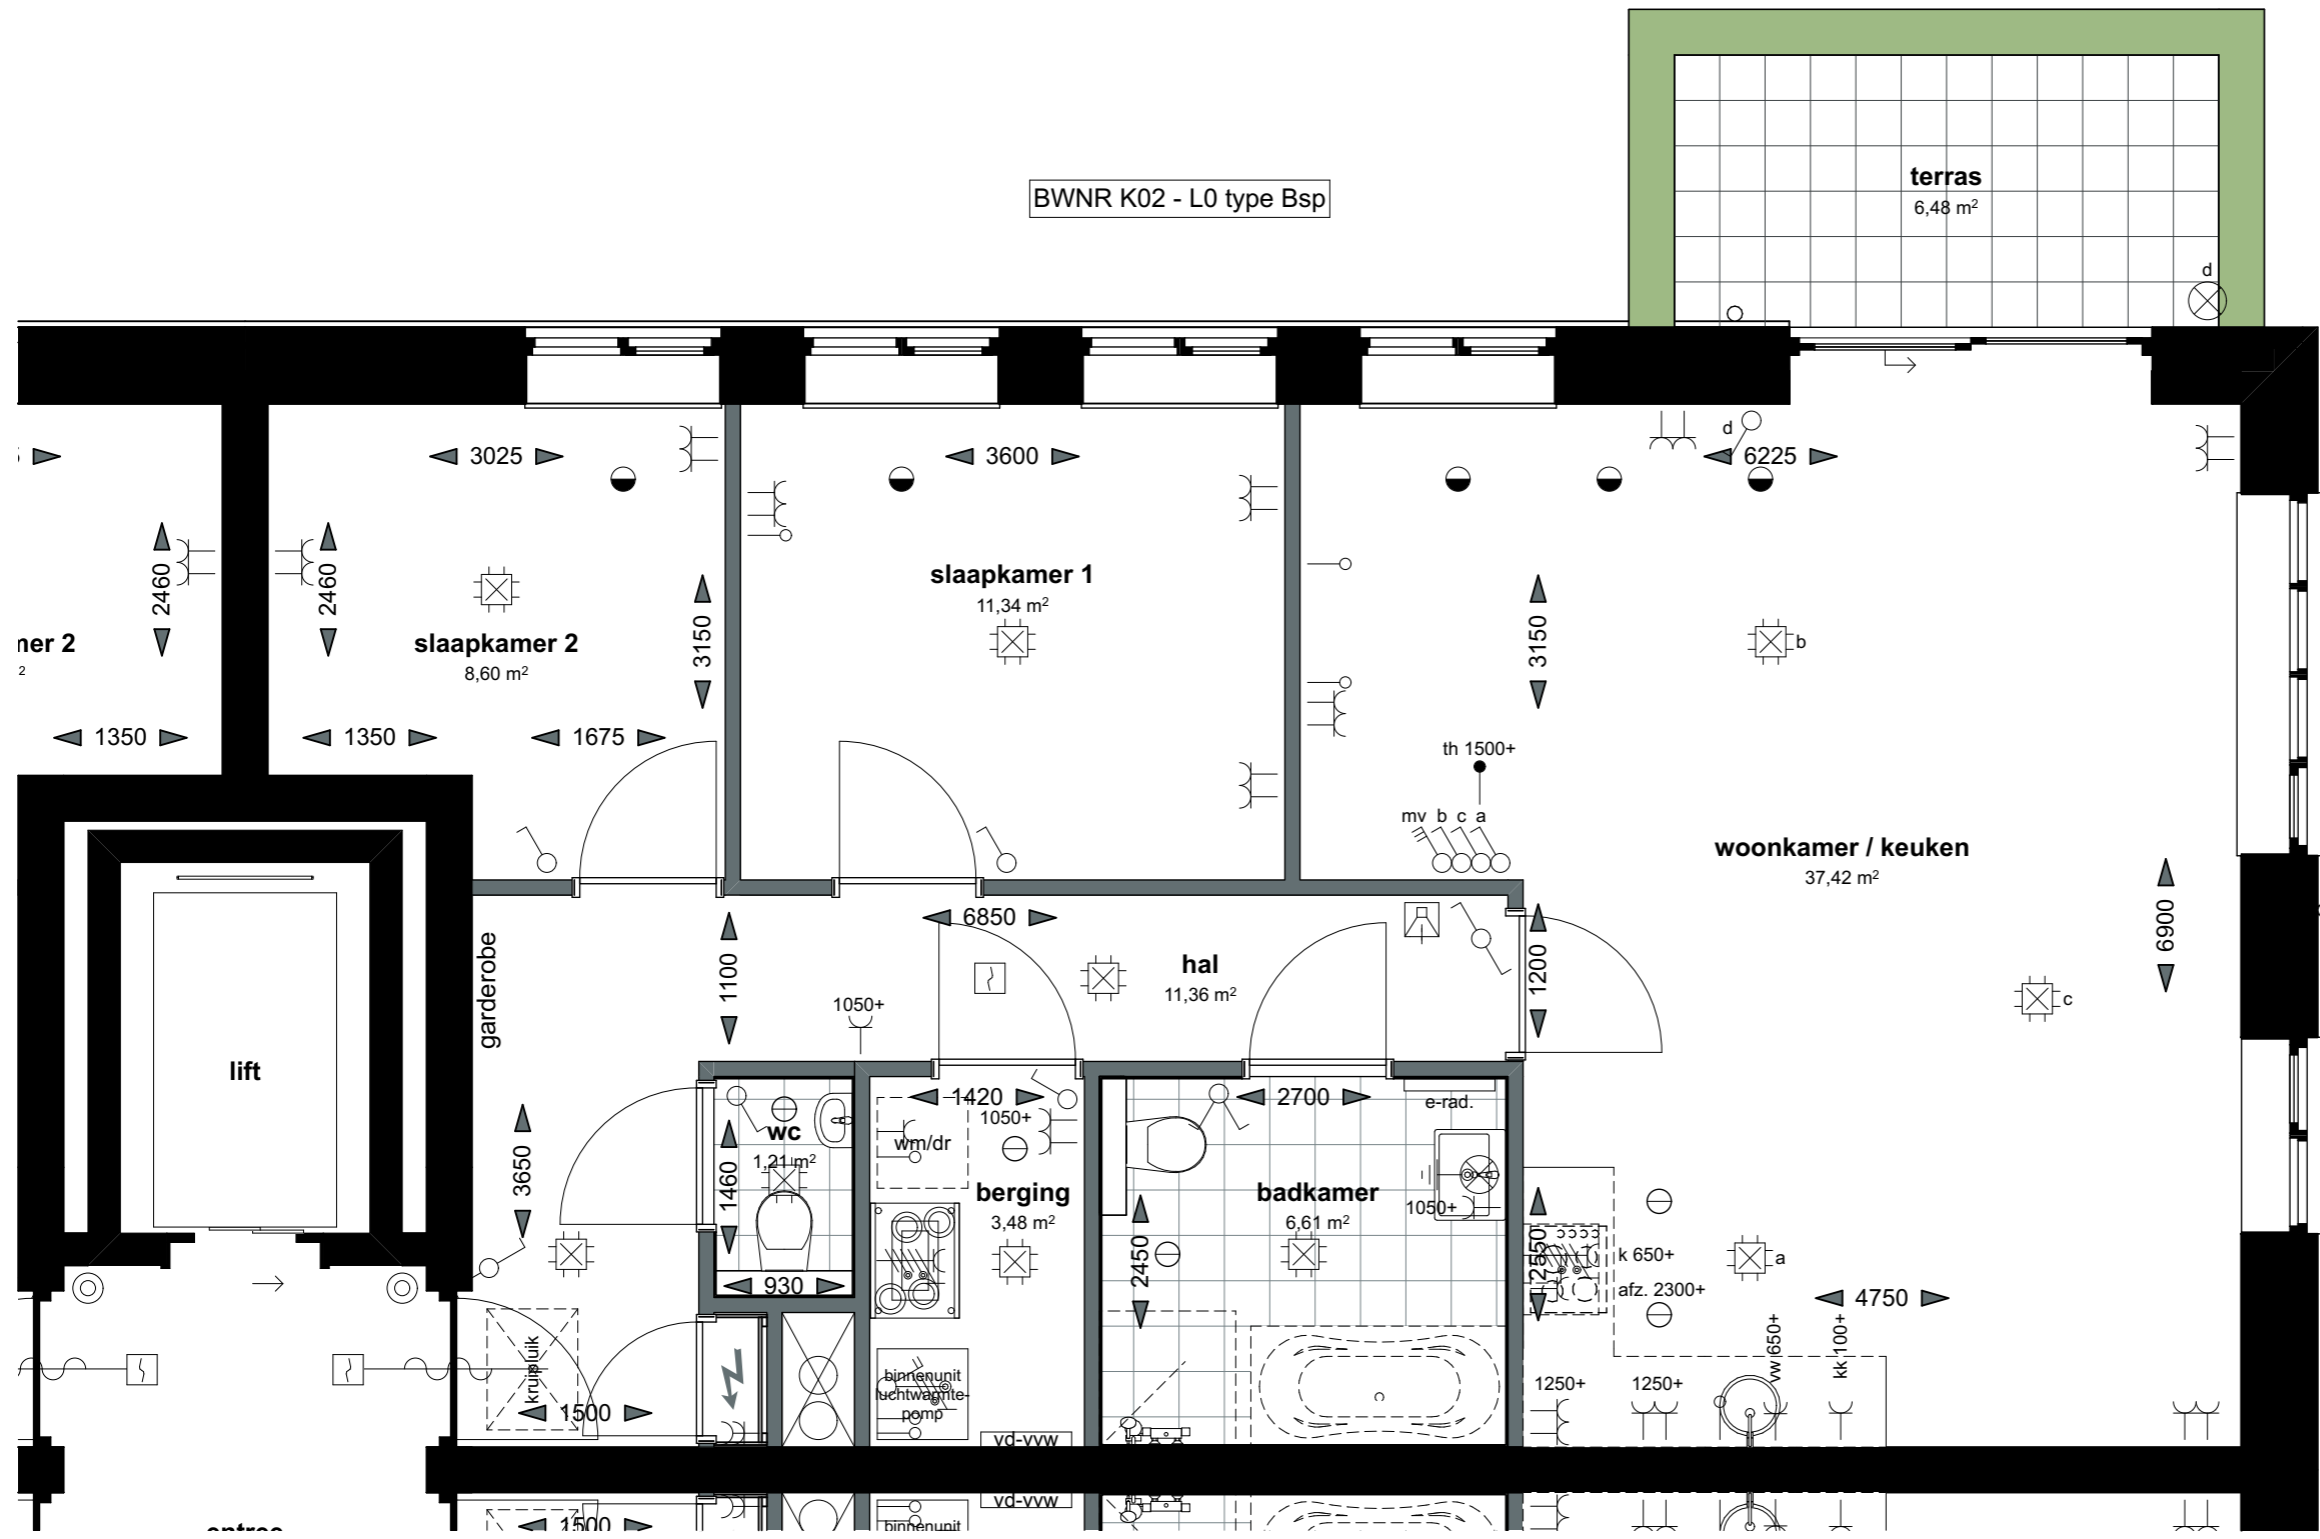 terras
6,48 m²
BWNR K02 - L0 type Bsp
d
3025
3600
d
6225
2460
2460
slaapkamer 1
11,34 m²
ner 2
2
slaapkamer 2
8,60 m²
3150
3150
b
1350
1350
1675
th 1500+
mv b c a
woonkamer / keuken
37,42 m²
6900
garderobe
6850
1100
hal
11,36 m²
1200
c
1050+
lift
3650
wc
1,21 m²
1460
930
1420
1050+
wm/dr
berging
3,48 m²
2700
e-rad.
badkamer
6,61 m²
1050+
2450
2550
k 650+
afz. 2300+
a
4750
vw 650+
kk 100+
1250+
1250+
kruipluik
1500
binnenunit
luchtwarmte-
pomp
vd-vvw
vd-vvw
entree
1500
binnenunit